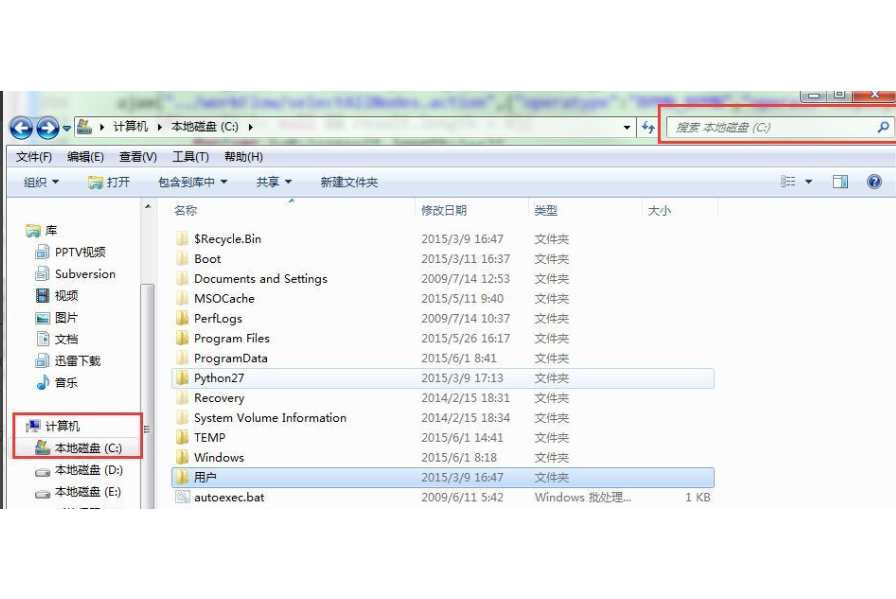 计算机 本地磁盘 (C:)
搜索 本地磁盘 (C:)
文件(F) 编辑(E) 查看(V) 工具(T) 帮助(H)
组织 打开 包含到库中 共享 新建文件夹
库
PPTV视频
Subversion
视频
图片
文档
迅雷下载
音乐
计算机
本地磁盘 (C:)
本地磁盘 (D:)
本地磁盘 (E:)
名称 修改日期 类型 大小
$Recycle.Bin 2015/3/9 16:47 文件夹
Boot 2015/3/11 16:37 文件夹
Documents and Settings 2009/7/14 12:53 文件夹
MSOCache 2015/5/11 9:40 文件夹
PerfLogs 2009/7/14 10:37 文件夹
Program Files 2015/5/26 16:17 文件夹
ProgramData 2015/6/1 8:41 文件夹
Python27 2015/3/9 17:13 文件夹
Recovery 2014/2/15 18:31 文件夹
System Volume Information 2014/2/15 18:34 文件夹
TEMP 2015/6/1 14:41 文件夹
Windows 2015/6/1 8:18 文件夹
用户 2015/3/9 16:47 文件夹
autoexec.bat 2009/6/11 5:42 Windows 批处理... 1 KB